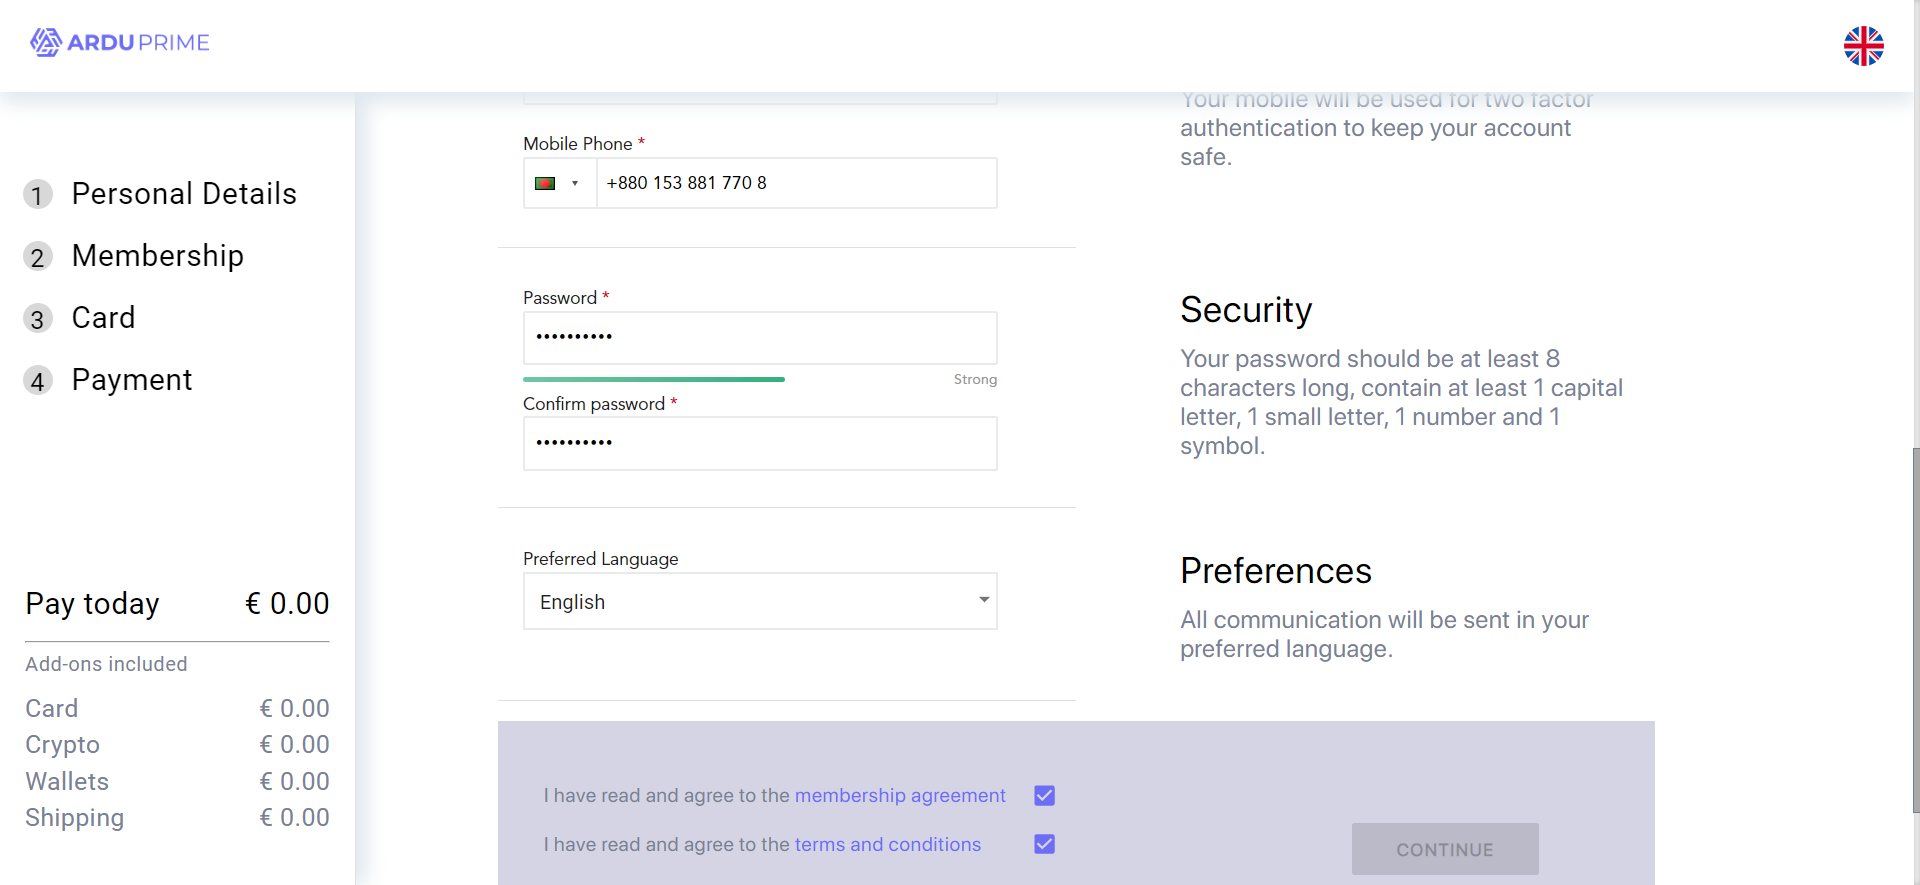 ARDU PRIME
1 Personal Details
2 Membership
3 Card
4 Payment
Pay today € 0.00
Add-ons included
Card € 0.00
Crypto € 0.00
Wallets € 0.00
Shipping € 0.00
Mobile Phone *
+880 153 881 770 8
Password *
••••••••••
Strong
Confirm password *
••••••••••
Preferred Language
English
Your mobile will be used for two factor
authentication to keep your account
safe.
Security
Your password should be at least 8
characters long, contain at least 1 capital
letter, 1 small letter, 1 number and 1
symbol.
Preferences
All communication will be sent in your
preferred language.
I have read and agree to the membership agreement
I have read and agree to the terms and conditions
CONTINUE